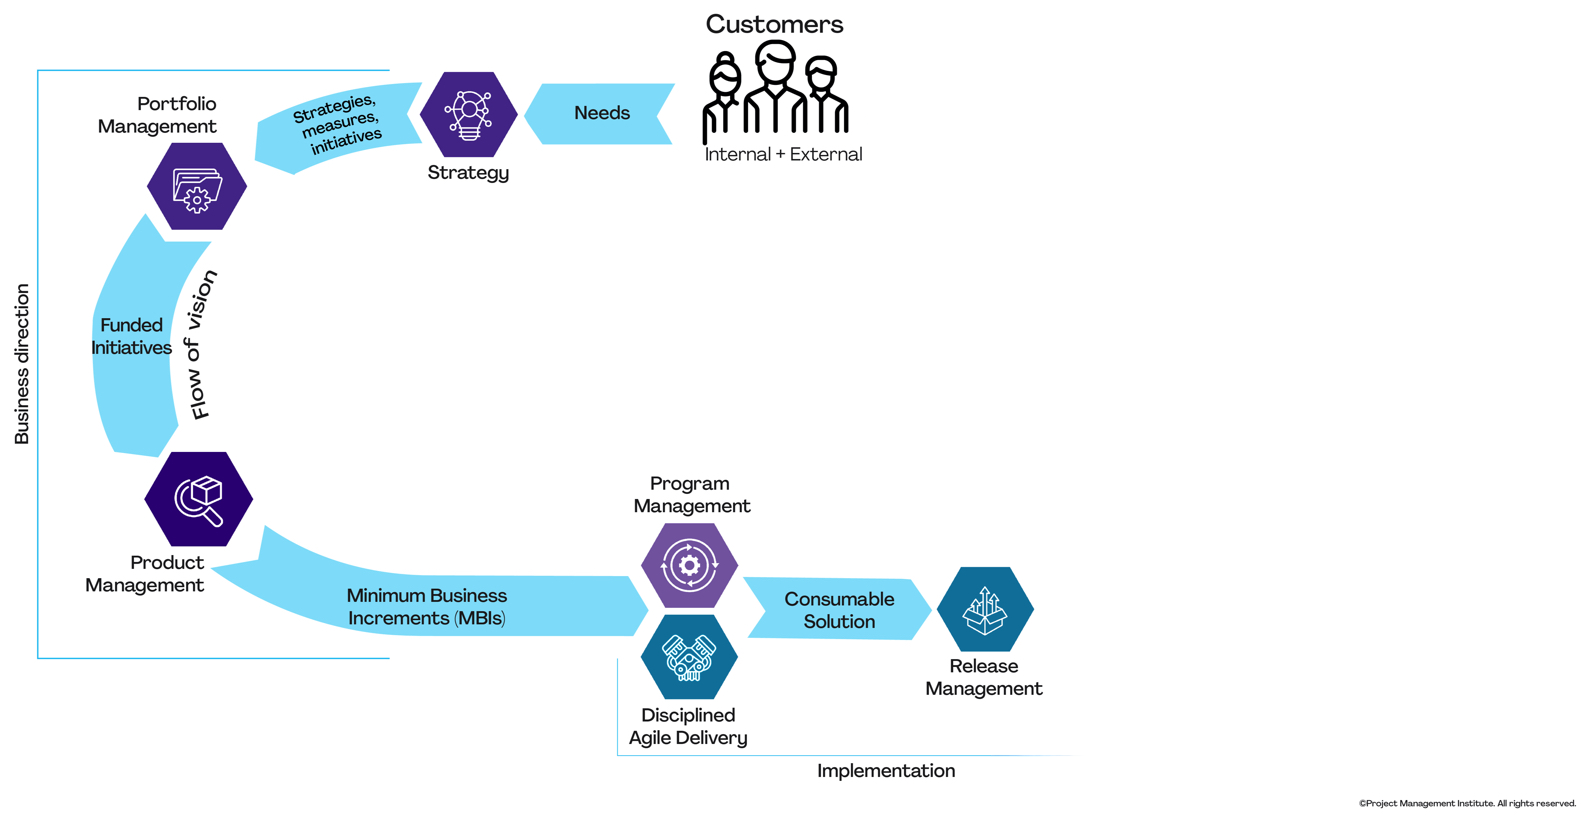 Customers
Internal + External
Needs
Strategy
Strategies,
measures,
initiatives
Portfolio
Management
Funded
Initiatives
Flow of vision
Business direction
Product
Management
Minimum Business
Increments (MBIs)
Program
Management
Disciplined
Agile Delivery
Consumable
Solution
Release
Management
Implementation
©Project Management Institute. All rights reserved.